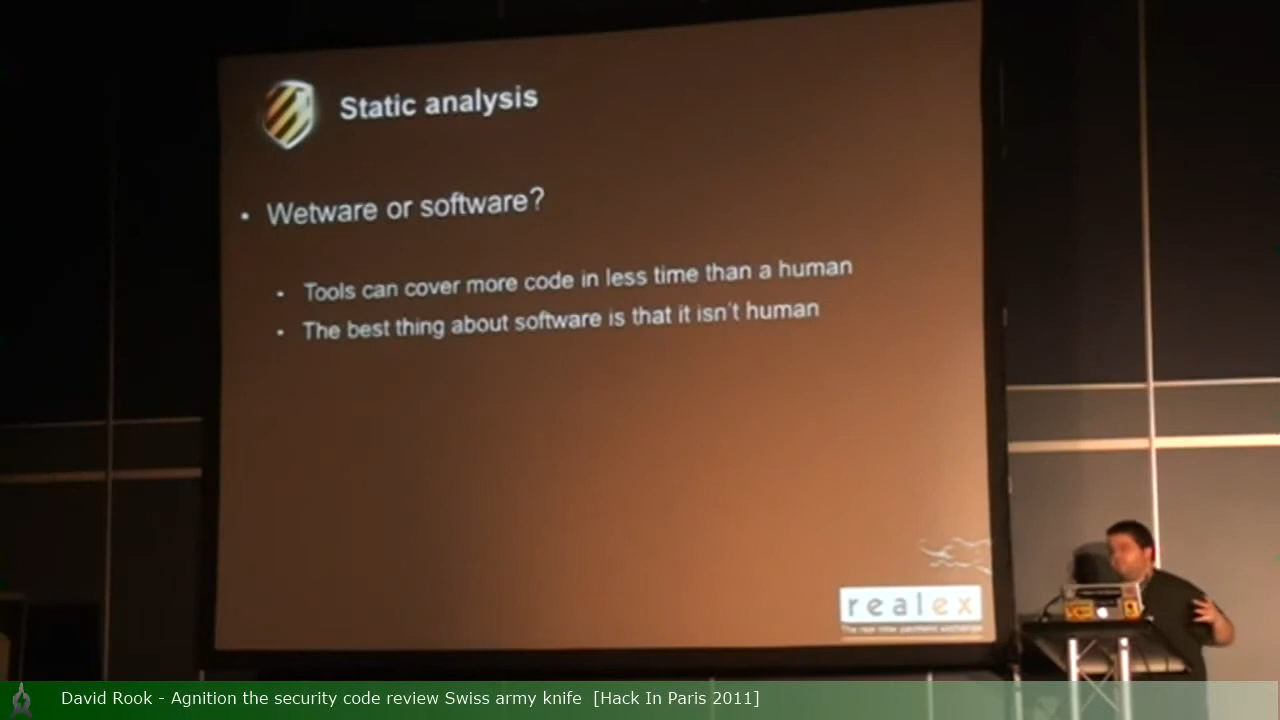 Static analysis
• Wetware or software?
• Tools can cover more code in less time than a human
• The best thing about software is that it isn't human
realex
David Rook - Agnition the security code review Swiss army knife [Hack In Paris 2011]